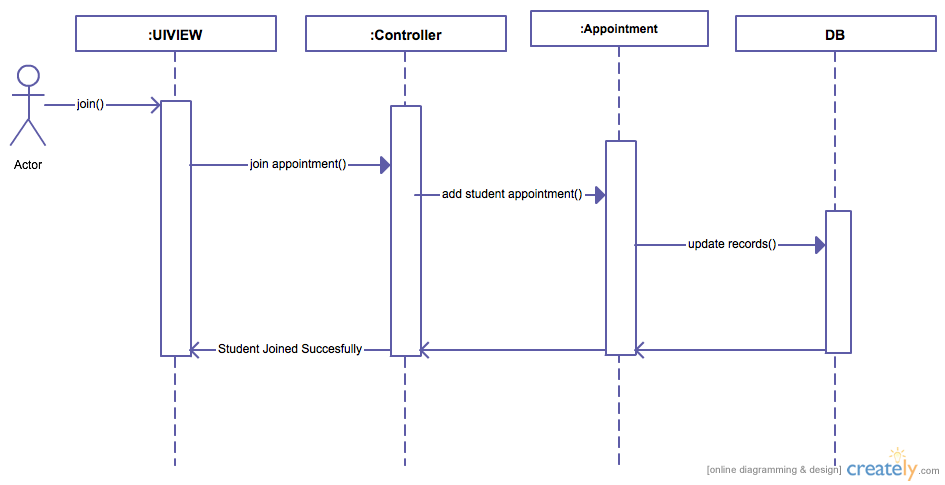 :UIVIEW
:Controller
:Appointment
DB
join()
Actor
join appointment()
add student appointment()
update records()
Student Joined Succesfully
[online diagramming & design] creately.com